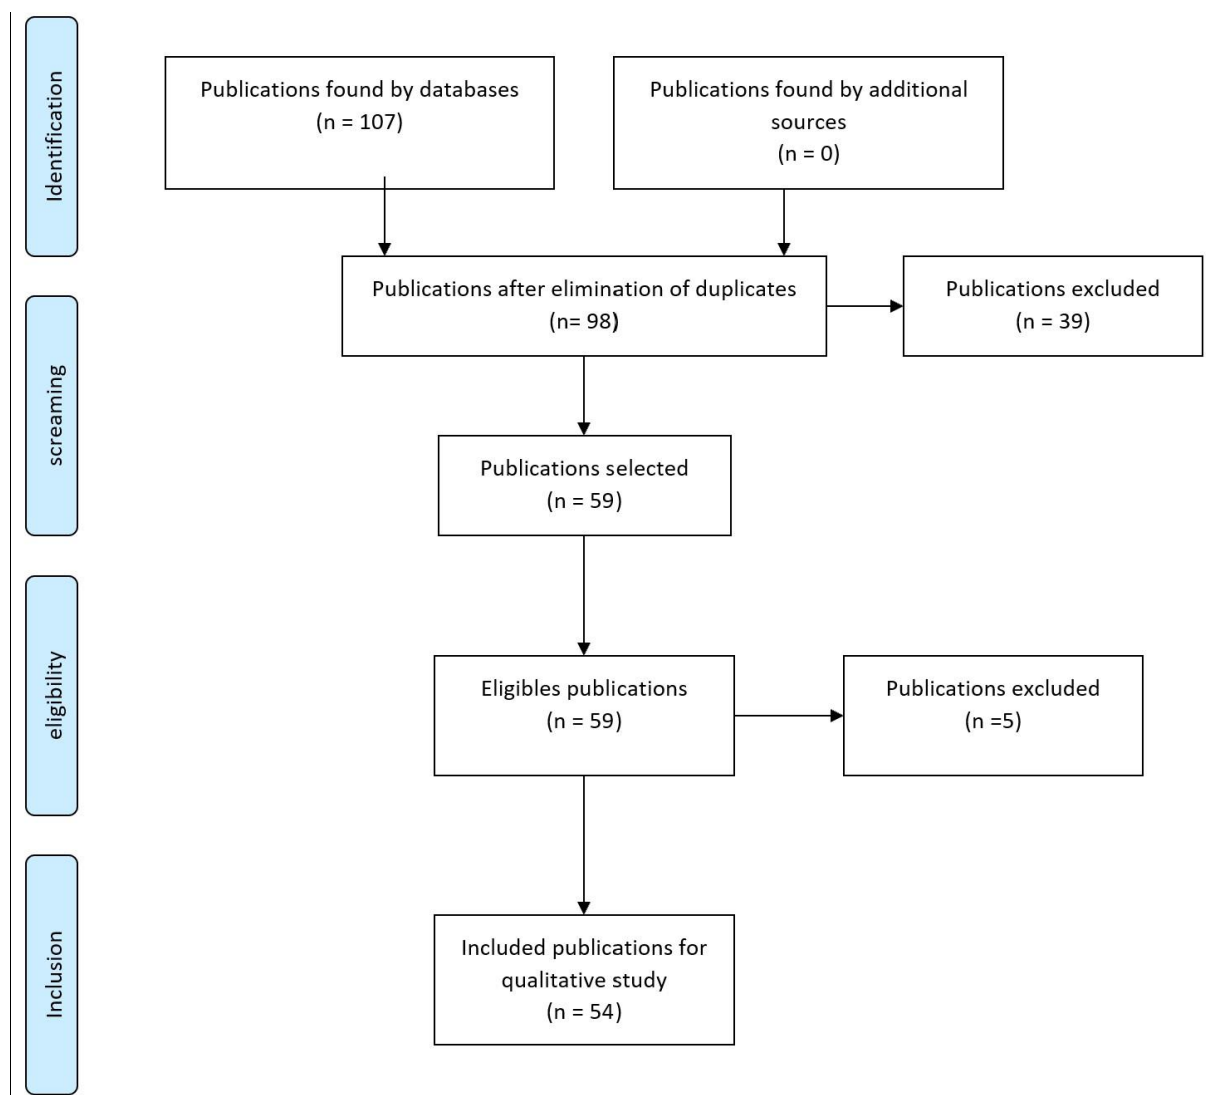 Identification
Publications found by databases
(n = 107)
Publications found by additional
sources
(n = 0)
Publications after elimination of duplicates
(n= 98)
Publications excluded
(n = 39)
screaming
Publications selected
(n = 59)
eligibility
Eligibles publications
(n = 59)
Publications excluded
(n =5)
Inclusion
Included publications for
qualitative study
(n = 54)